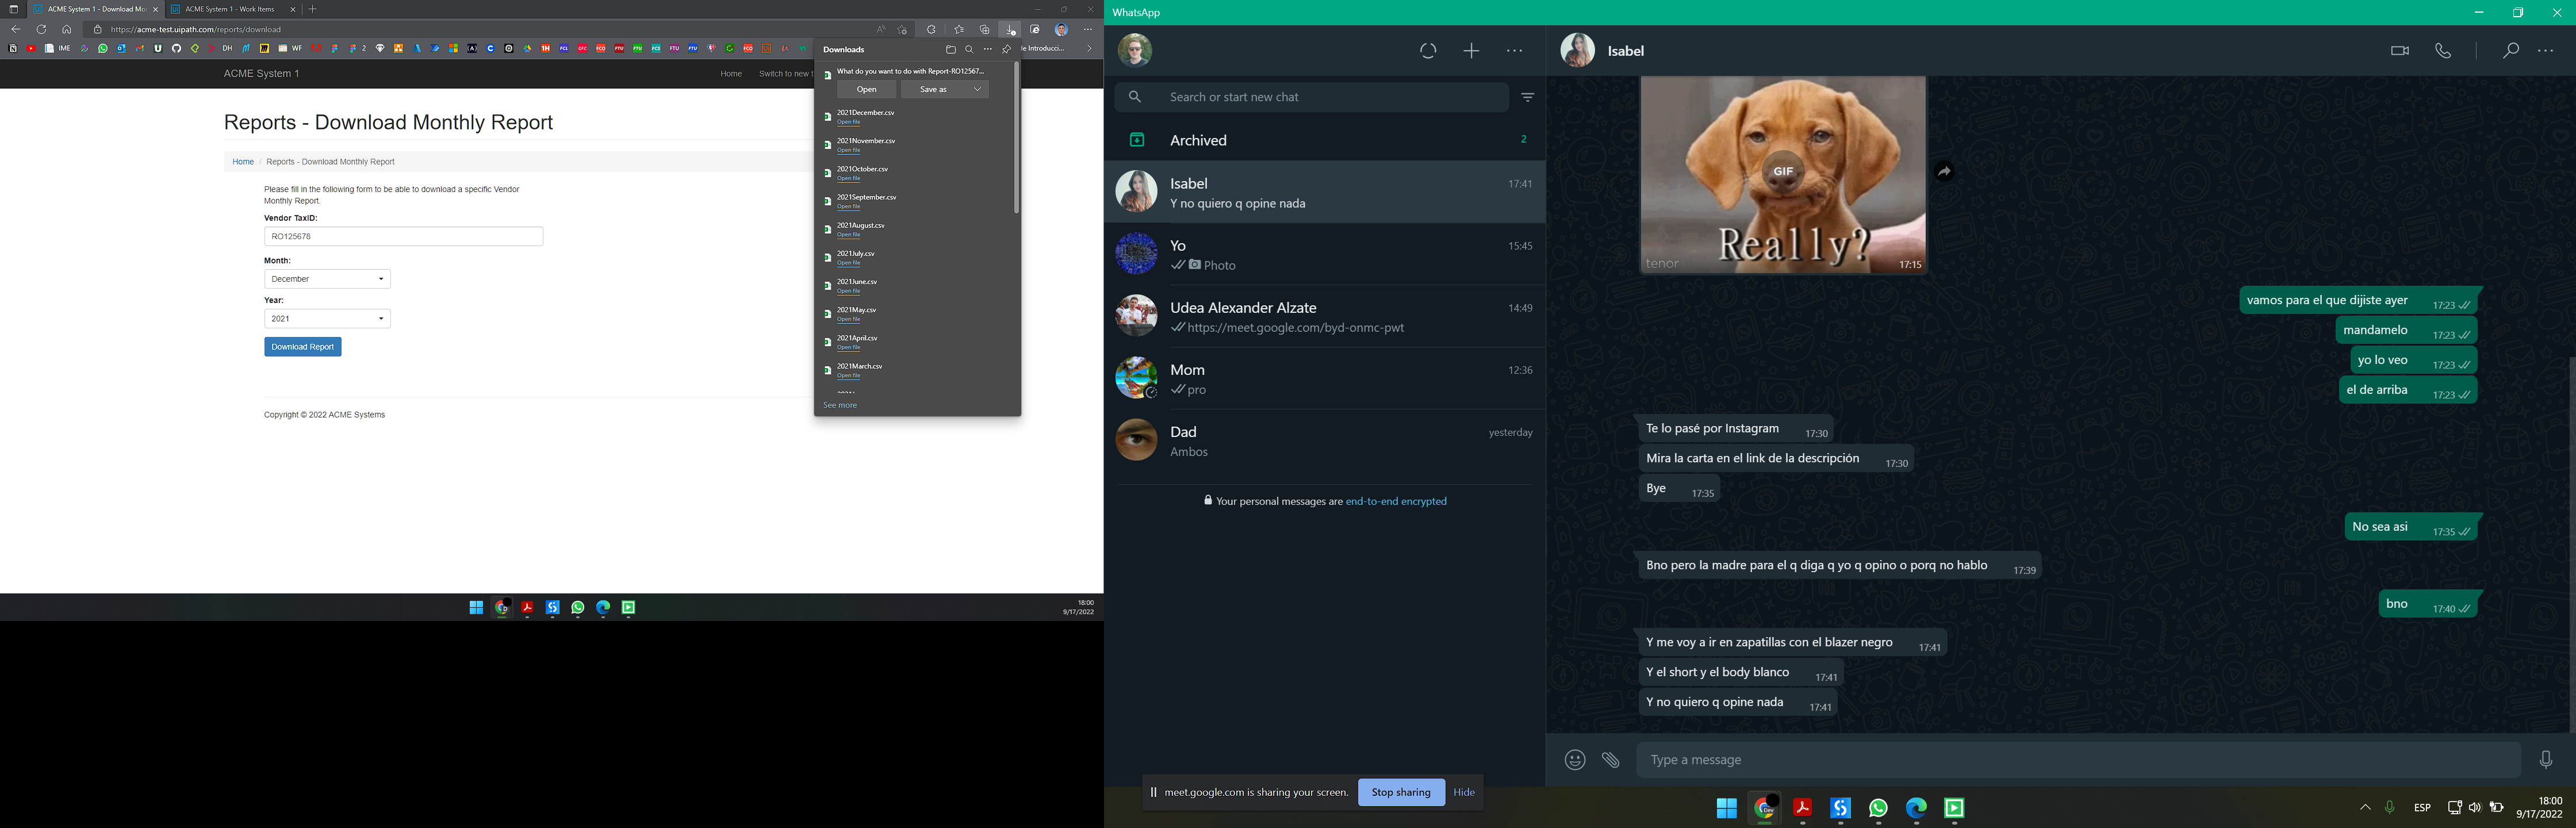 ACME System 1 - Download Mo
ACME System 1 - Work Items
https://acme-test.uipath.com/reports/download
IME
DH
WF
2
de Introducci...
ACME System 1
Home
Switch to new t
Reports - Download Monthly Report
Home / Reports - Download Monthly Report
Please fill in the following form to be able to download a specific Vendor
Monthly Report.
Vendor TaxID:
RO125678
Month:
December
Year:
2021
Download Report
Copyright © 2022 ACME Systems
Downloads
What do you want to do with Report-RO12567...
Open
Save as
2021December.csv
Open file
2021November.csv
Open file
2021October.csv
Open file
2021September.csv
Open file
2021August.csv
Open file
2021July.csv
Open file
2021June.csv
Open file
2021May.csv
Open file
2021April.csv
Open file
2021March.csv
Open file
See more
18:00
9/17/2022
WhatsApp
Search or start new chat
Archived
2
Isabel
17:41
Y no quiero q opine nada
Yo
15:45
Photo
Udea Alexander Alzate
14:49
https://meet.google.com/byd-onmc-pwt
Mom
12:36
pro
Dad
yesterday
Ambos
Your personal messages are end-to-end encrypted
meet.google.com is sharing your screen.
Stop sharing
Hide
Isabel
GIF
Really?
tenor
17:15
vamos para el que dijiste ayer 17:23
mandamelo 17:23
yo lo veo 17:23
el de arriba 17:23
Te lo pasé por Instagram 17:30
Mira la carta en el link de la descripción 17:30
Bye 17:35
No sea asi 17:35
Bno pero la madre para el q diga q yo q opino o porq no hablo 17:39
bno 17:40
Y me voy a ir en zapatillas con el blazer negro 17:41
Y el short y el body blanco 17:41
Y no quiero q opine nada 17:41
Type a message
Dev
ESP
18:00
9/17/2022